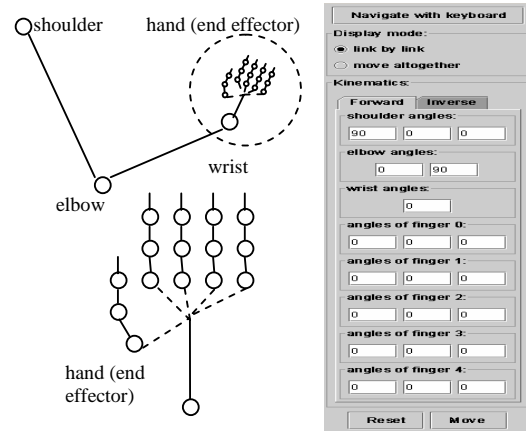 shoulder
hand (end effector)
wrist
elbow
hand (end
effector)
Navigate with keyboard
Display mode:
link by link
move altogether
Kinematics:
Forward Inverse
shoulder angles:
90 0 0
elbow angles:
0 90
wrist angles:
0
angles of finger 0:
0 0 0
angles of finger 1:
0 0 0
angles of finger 2:
0 0 0
angles of finger 3:
0 0 0
angles of finger 4:
0 0 0
Reset Move